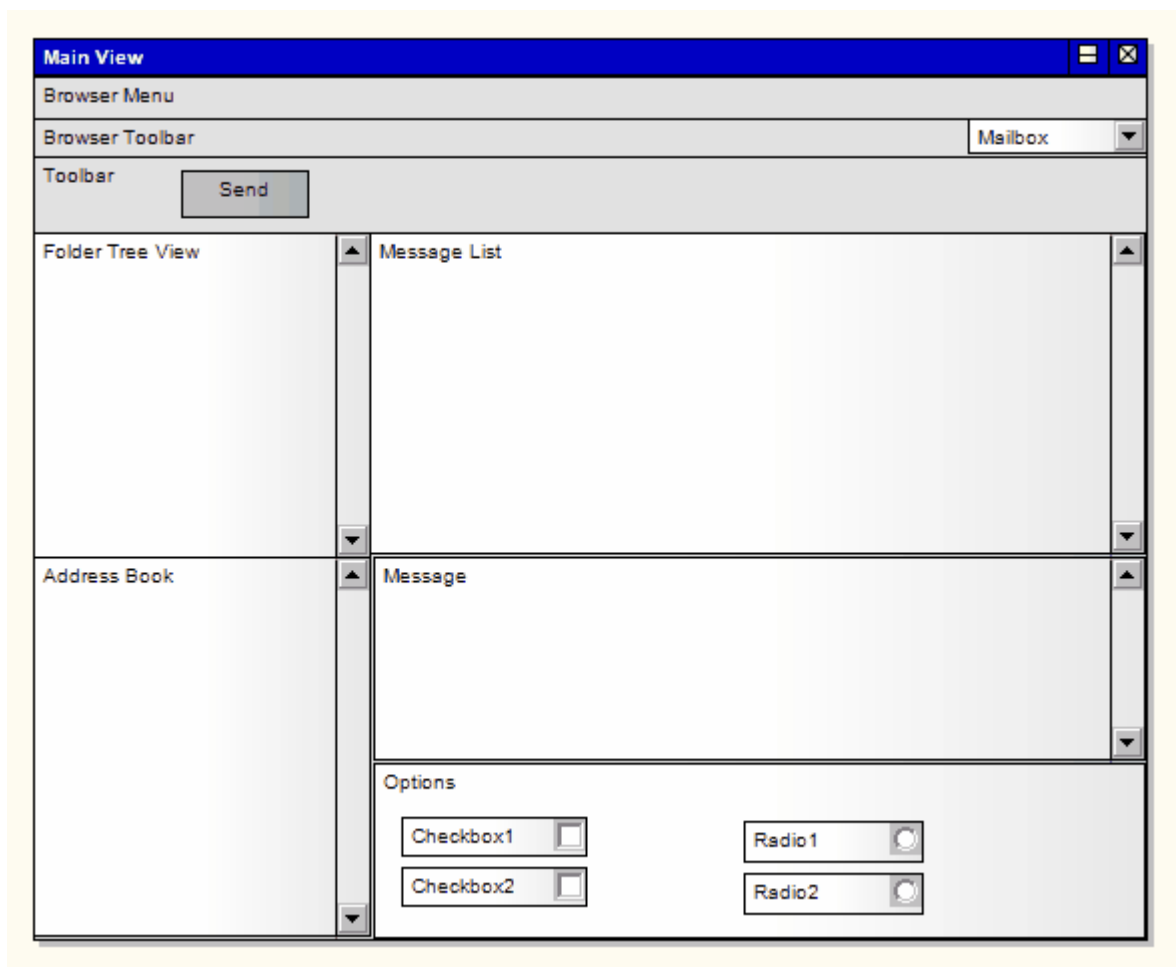 Main View
Browser Menu
Browser Toolbar
Mailbox
Toolbar
Send
Folder Tree View
Message List
Address Book
Message
Options
Checkbox1
Radio1
Checkbox2
Radio2